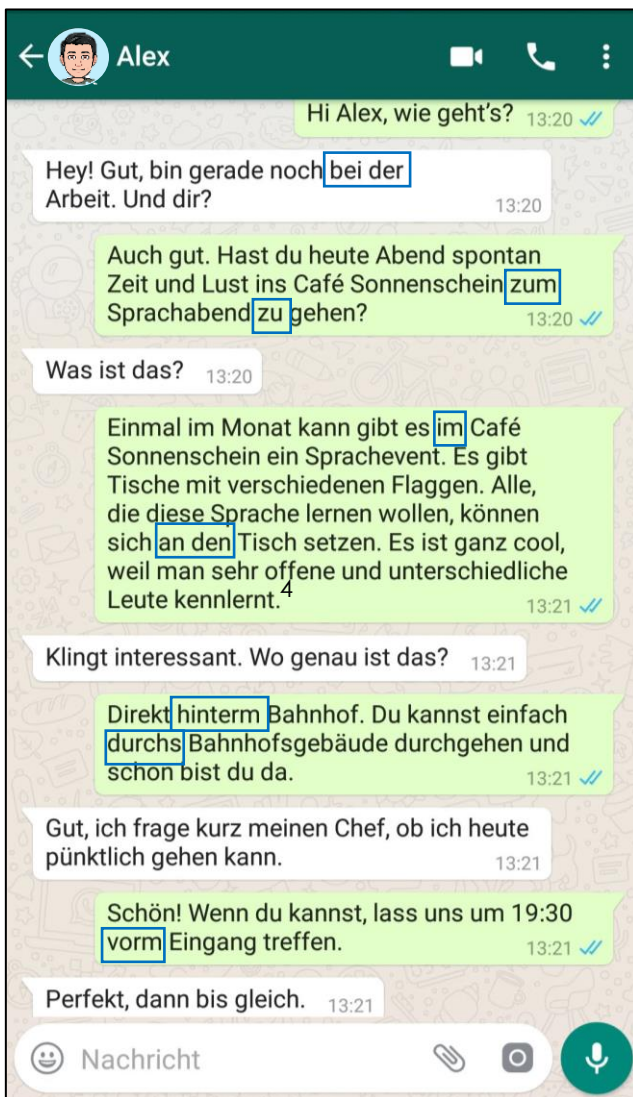 Alex
Hi Alex, wie geht's? 13:20
Hey! Gut, bin gerade noch bei der
Arbeit. Und dir? 13:20
Auch gut. Hast du heute Abend spontan
Zeit und Lust ins Café Sonnenschein zum
Sprachabend zu gehen? 13:20
Was ist das? 13:20
Einmal im Monat kann gibt es im Café
Sonnenschein ein Sprachevent. Es gibt
Tische mit verschiedenen Flaggen. Alle,
die diese Sprache lernen wollen, können
sich an den Tisch setzen. Es ist ganz cool,
weil man sehr offene und unterschiedliche
Leute kennlernt. 4 13:21
Klingt interessant. Wo genau ist das? 13:21
Direkt hinterm Bahnhof. Du kannst einfach
durchs Bahnhofsgebäude durchgehen und
schon bist du da. 13:21
Gut, ich frage kurz meinen Chef, ob ich heute
pünktlich gehen kann. 13:21
Schön! Wenn du kannst, lass uns um 19:30
vorm Eingang treffen. 13:21
Perfekt, dann bis gleich. 13:21
Nachricht